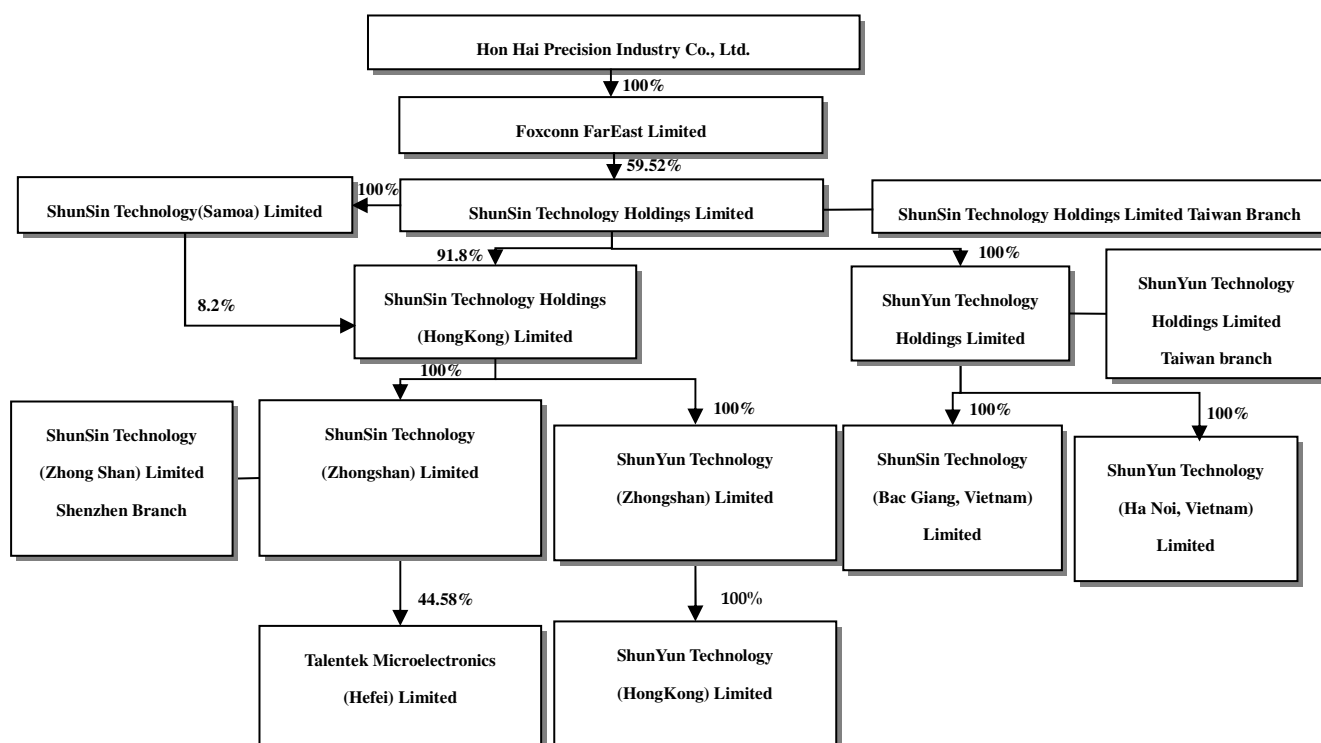 Hon Hai Precision Industry Co., Ltd.
100%
Foxconn FarEast Limited
59.52%
ShunSin Technology(Samoa) Limited
100%
ShunSin Technology Holdings Limited
ShunSin Technology Holdings Limited Taiwan Branch
91.8%
100%
8.2%
ShunSin Technology Holdings
(HongKong) Limited
ShunYun Technology
Holdings Limited
ShunYun Technology
Holdings Limited
Taiwan branch
100%
100%
100%
100%
ShunSin Technology
(Zhong Shan) Limited
Shenzhen Branch
ShunSin Technology
(Zhongshan) Limited
ShunYun Technology
(Zhongshan) Limited
ShunSin Technology
(Bac Giang, Vietnam)
Limited
ShunYun Technology
(Ha Noi, Vietnam)
Limited
44.58%
100%
Talentek Microelectronics
(Hefei) Limited
ShunYun Technology
(HongKong) Limited